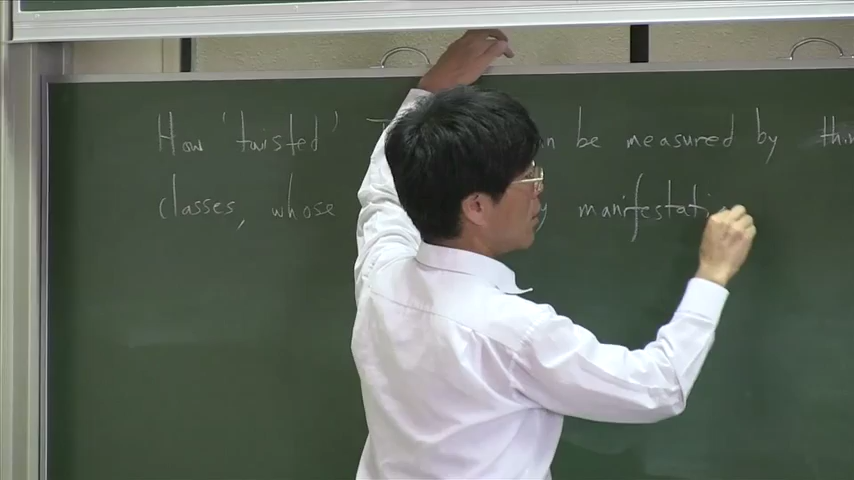 How 'twisted' be measured by
classes, whose manifestati